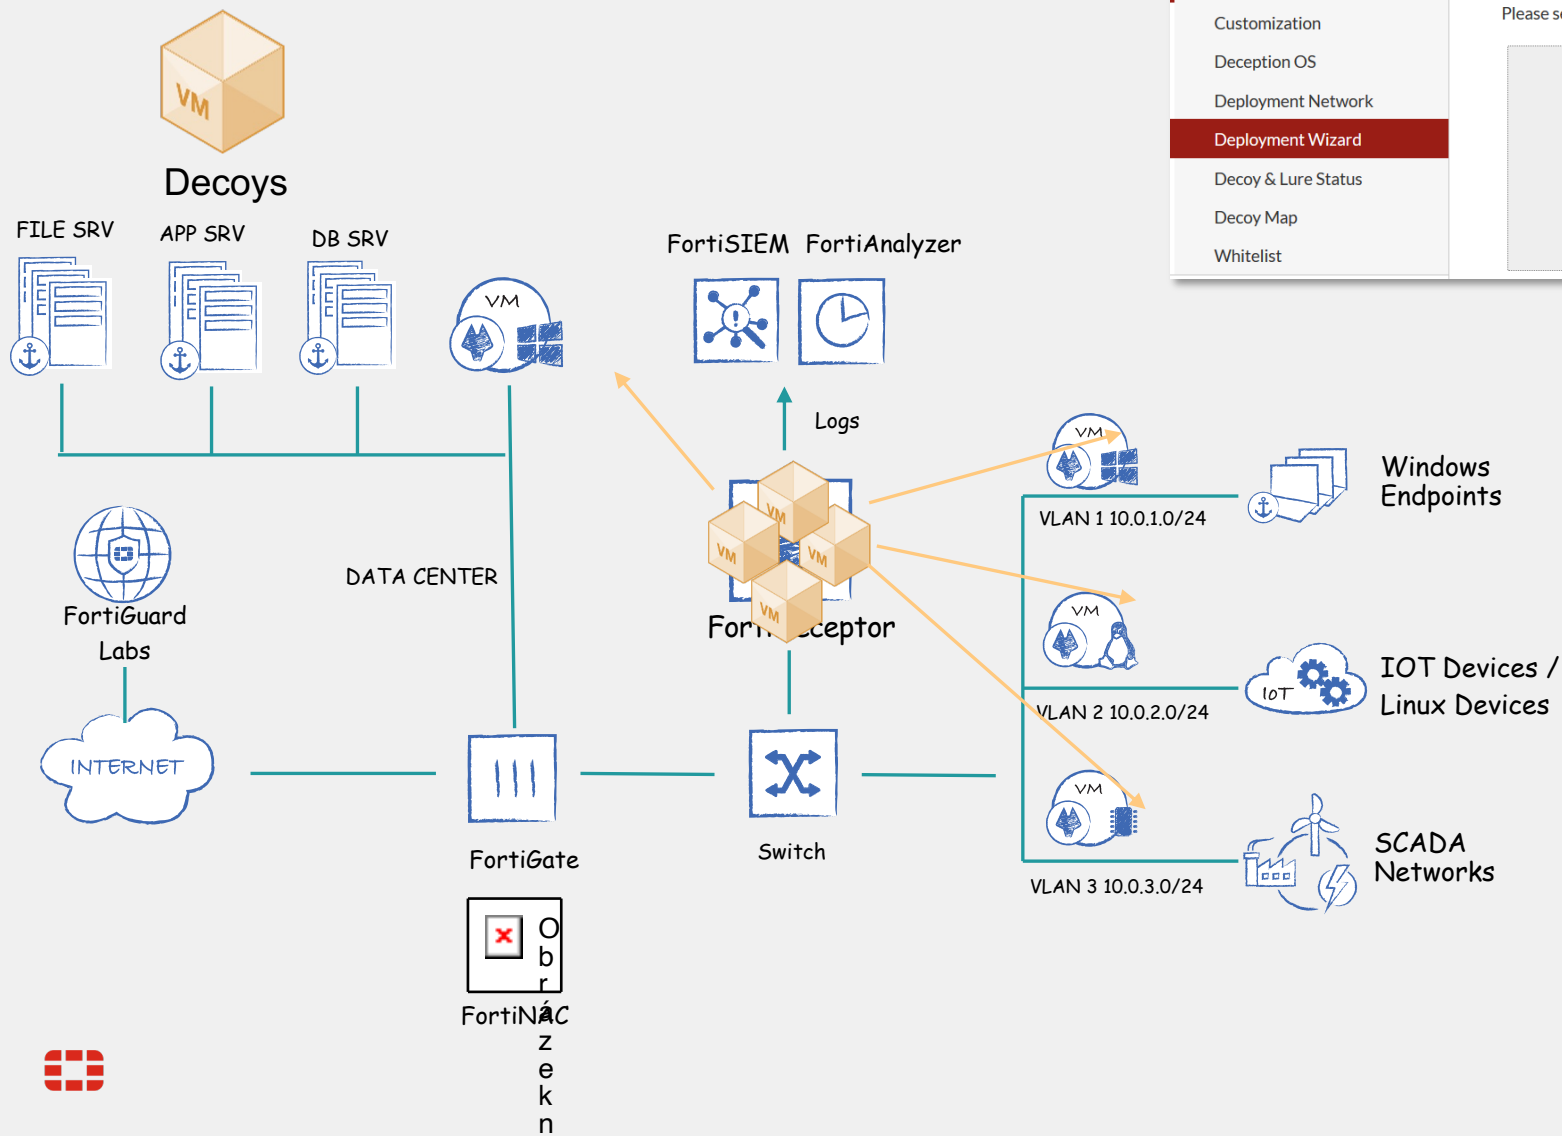 Customization
Please s
Deception OS
Deployment Network
Deployment Wizard
Decoy & Lure Status
Decoy Map
Whitelist
VM
Decoys
FILE SRV
APP SRV
DB SRV
VM
FortiSIEM
FortiAnalyzer
Logs
VM
Windows
Endpoints
VLAN 1 10.0.1.0/24
VM
VM
VM
VM
DATA CENTER
FortiGuard
Labs
VM
IOT Devices /
Linux Devices
IoT
VLAN 2 10.0.2.0/24
INTERNET
VM
FortiGate
Switch
SCADA
Networks
VLAN 3 10.0.3.0/24
FortiNAC
Obrázek n